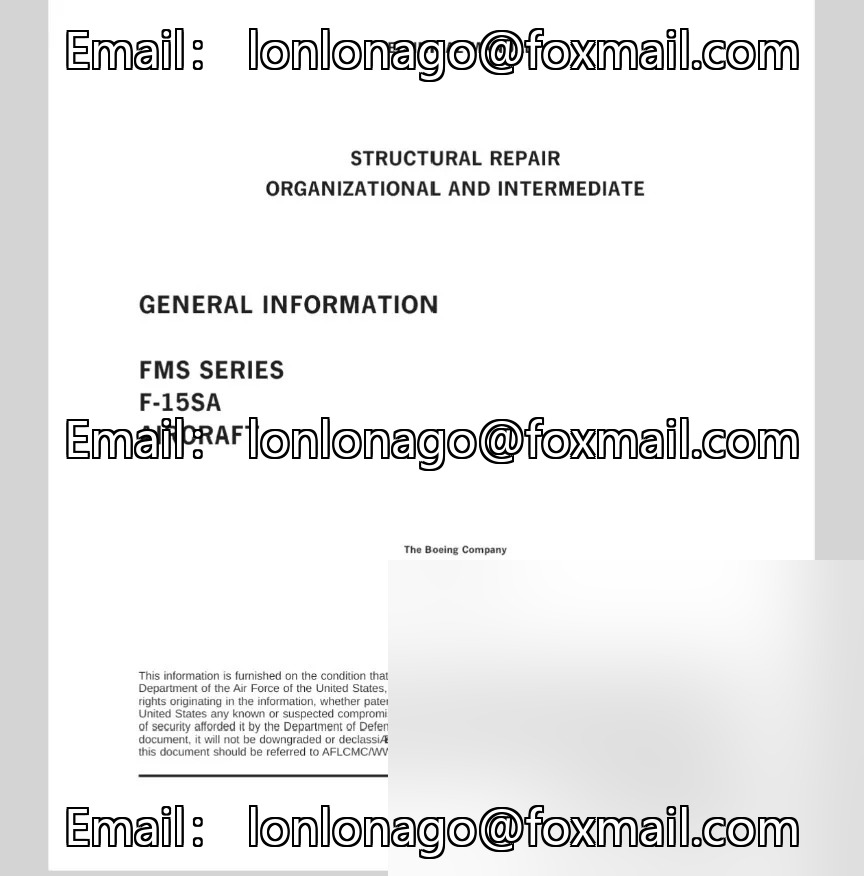 Email： lonlonago@foxmail.com
STRUCTURAL REPAIR
ORGANIZATIONAL AND INTERMEDIATE
GENERAL INFORMATION
FMS SERIES
F-15SA
AIRCRAFT
Email： lonlonago@foxmail.com
The Boeing Company
This information is furnished on the condition that
Department of the Air Force of the United States,
rights originating in the information, whether
United States any known or suspected
of security afforded it by the Department of
document, it will not be downgraded or
this document should be referred to
Email： lonlonago@foxmail.com